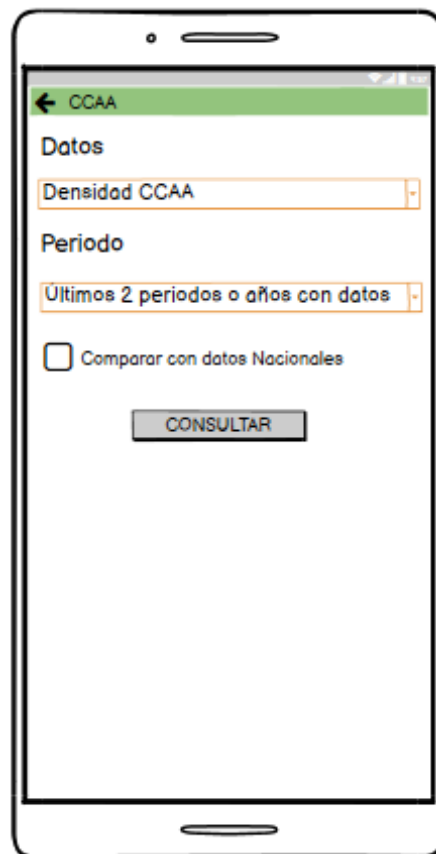 CCAA
Datos
Densidad CCAA
Periodo
Últimos 2 periodos o años con datos
Comparar con datos Nacionales
CONSULTAR